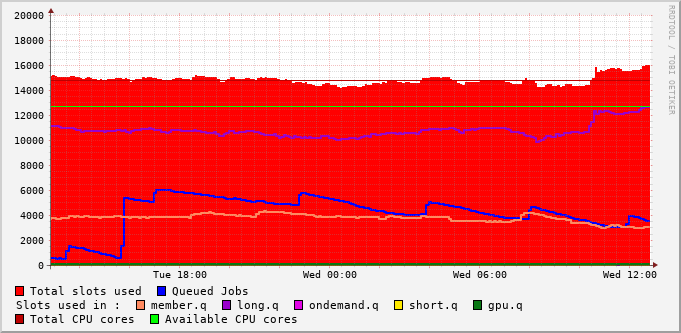 RRDTOOL / TOBI OETIKER
20000
18000
16000
14000
12000
10000
8000
6000
4000
2000
0
Tue 18:00 Wed 00:00 Wed 06:00 Wed 12:00
Total slots used Queued Jobs
Slots used in : member.q long.q ondemand.q short.q gpu.q
Total CPU cores Available CPU cores